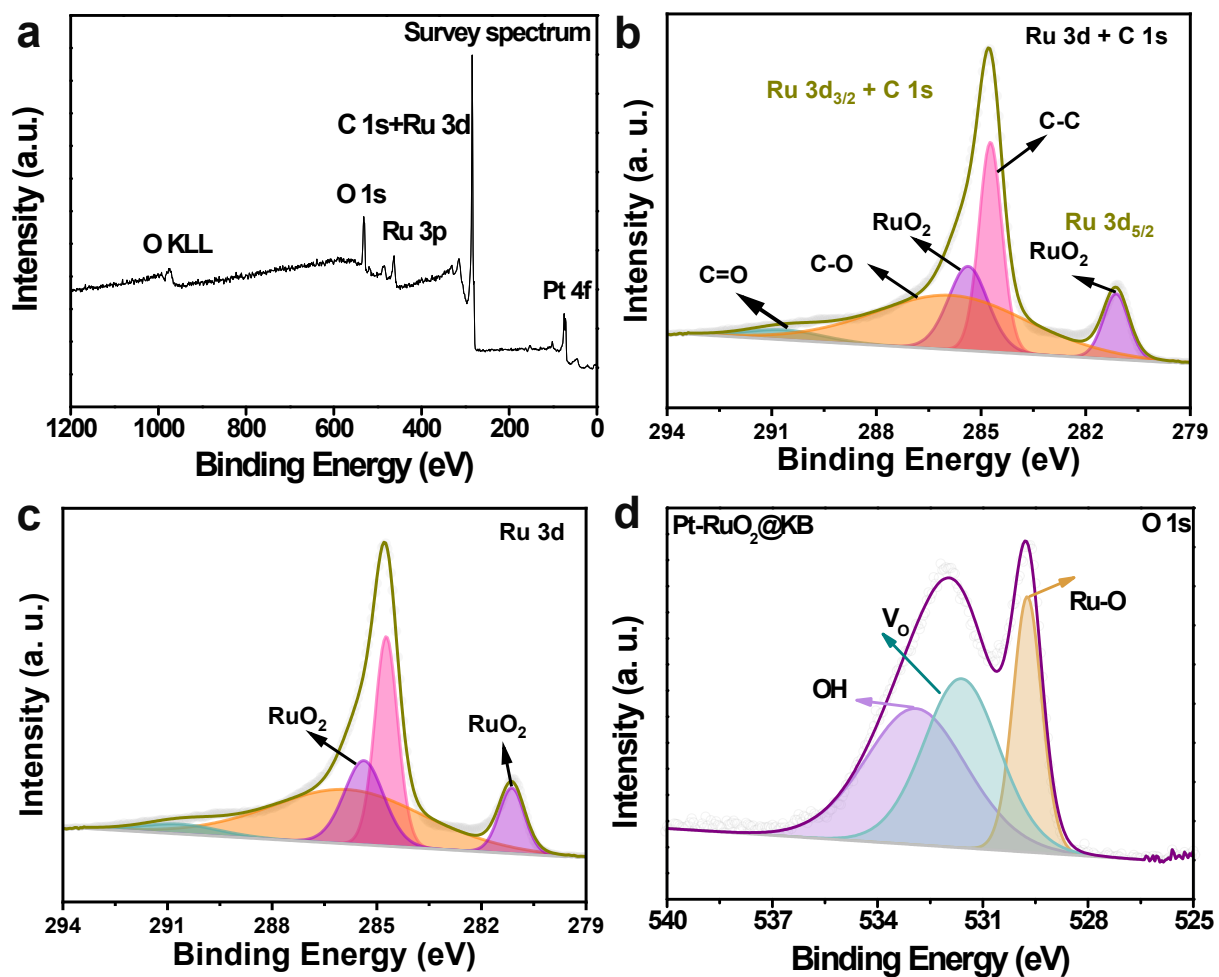 a
Survey spectrum
C 1s+Ru 3d
O 1s
Ru 3p
O KLL
Pt 4f
Intensity (a.u.)
1200 1000 800 600 400 200 0
Binding Energy (eV)
b
Ru 3d + C 1s
Ru 3d3/2 + C 1s
C-C
RuO2
Ru 3d5/2
C-O
RuO2
C=O
Intensity (a. u.)
294 291 288 285 282 279
Binding Energy (eV)
c
Ru 3d
RuO2
RuO2
Intensity (a. u.)
294 291 288 285 282 279
Binding Energy (eV)
d
Pt-RuO2@KB
O 1s
Ru-O
VO
OH
Intensity (a. u.)
540 537 534 531 528 525
Binding Energy (eV)